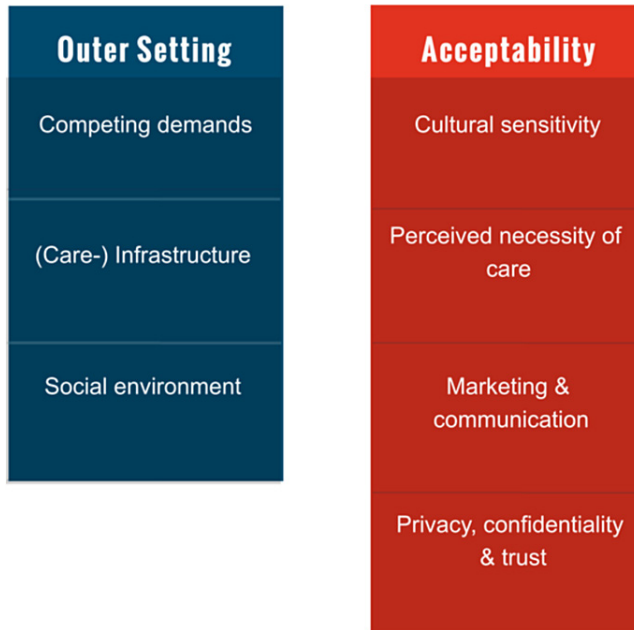 Outer Setting
Competing demands
(Care-) Infrastructure
Social environment
Acceptability
Cultural sensitivity
Perceived necessity of
care
Marketing &
communication
Privacy, confidentiality
& trust